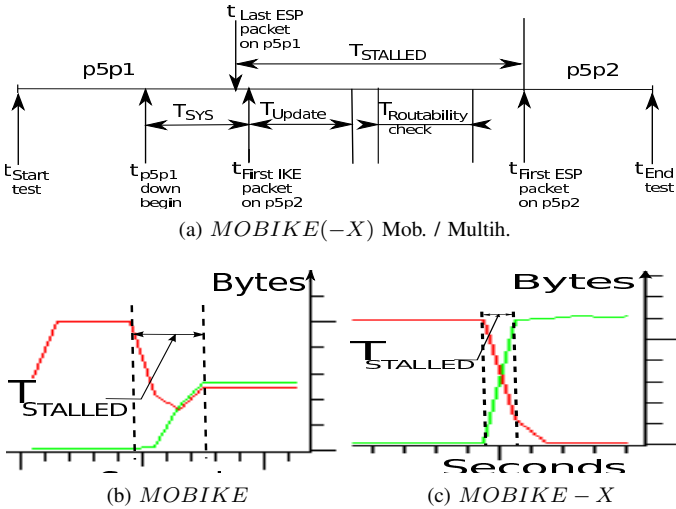 t Last ESP
packet
on p5p1
T STALLED
p5p1
p5p2
T SYS
T Update
T Routability
check
t Start
test
t p5p1
down
begin
t First IKE
packet
on p5p2
t First ESP
packet
on p5p2
t End
test
(a) MOBIKE(−X) Mob. / Multih.
Bytes
T STALLED
(b) MOBIKE
Bytes
T STALLED
Seconds
(c) MOBIKE − X